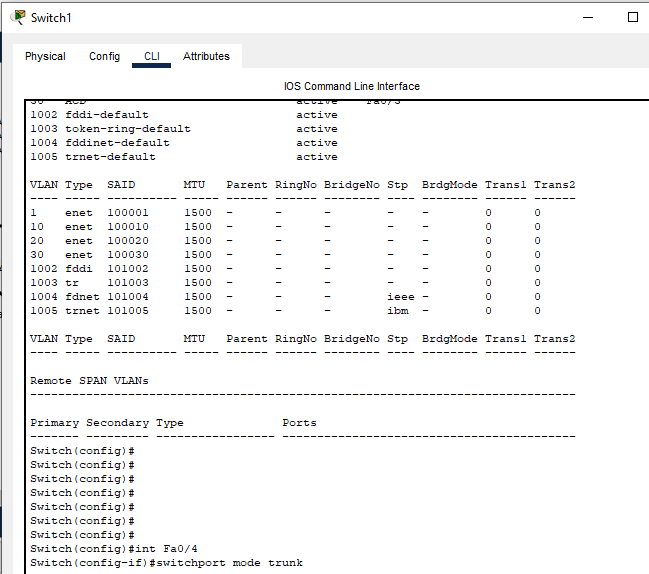 Switch1
Physical Config CLI Attributes
IOS Command Line Interface
30 ACD active Fa0/3
1002 fddi-default active
1003 token-ring-default active
1004 fddinet-default active
1005 trnet-default active
VLAN Type SAID MTU Parent RingNo BridgeNo Stp BrdgMode Trans1 Trans2
---- ----- ---------- ----- ------ ------ -------- ---- -------- ------ ------
1 enet 100001 1500 - - - - - 0 0
10 enet 100010 1500 - - - - - 0 0
20 enet 100020 1500 - - - - - 0 0
30 enet 100030 1500 - - - - - 0 0
1002 fddi 101002 1500 - - - - - 0 0
1003 tr 101003 1500 - - - - - 0 0
1004 fdnet 101004 1500 - - - ieee - 0 0
1005 trnet 101005 1500 - - - ibm - 0 0
VLAN Type SAID MTU Parent RingNo BridgeNo Stp BrdgMode Trans1 Trans2
---- ----- ---------- ----- ------ ------ -------- ---- -------- ------ ------
Remote SPAN VLANs
------------------------------------------------------------------------------
Primary Secondary Type Ports
------- --------- ----------------- ------------------------------------------
Switch(config)#
Switch(config)#
Switch(config)#
Switch(config)#
Switch(config)#
Switch(config)#
Switch(config)#
Switch(config)#int Fa0/4
Switch(config-if)#switchport mode trunk